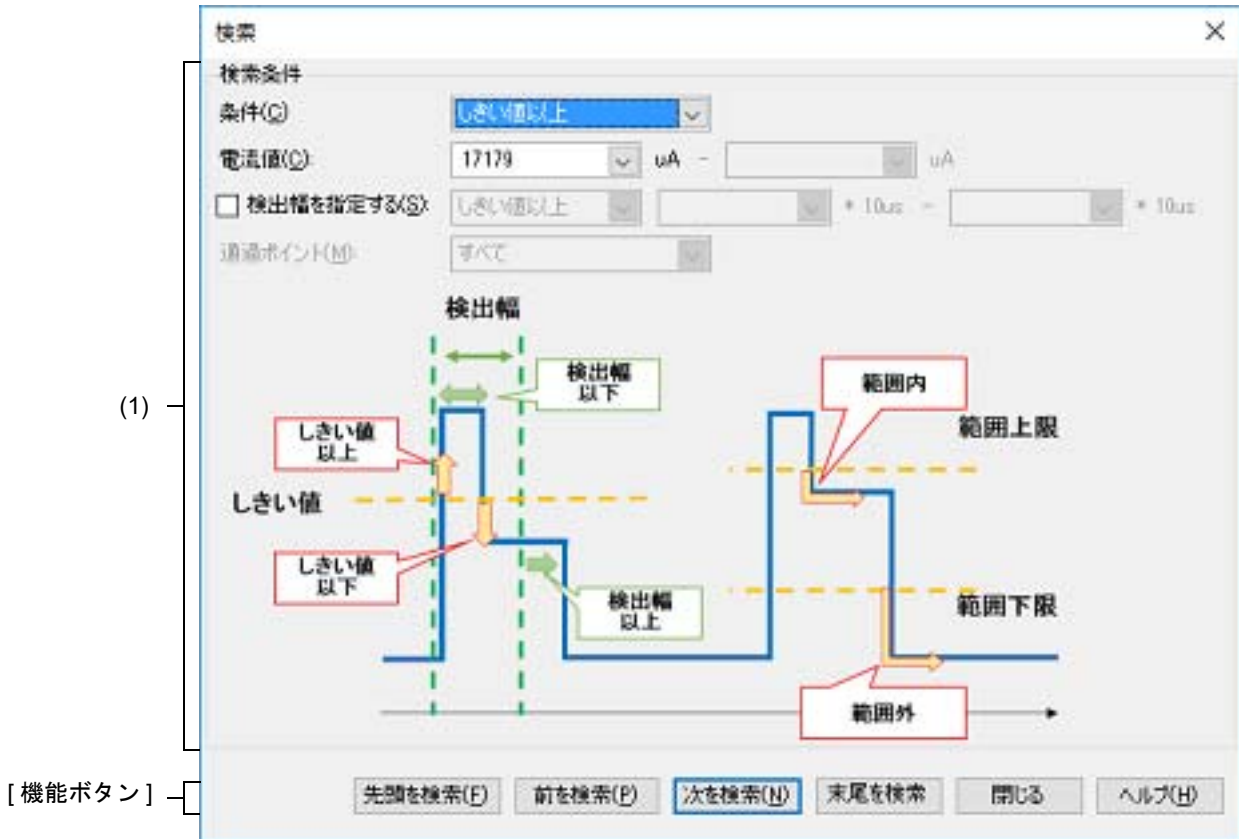 検索
検索条件
条件(C) しきい値以上
電流値(C): 17179 uA - uA
検出幅を指定する(S): しきい値以上 * 10us - * 10us
通過ポイント(M): すべて
検出幅
検出幅
以下
範囲内
(1)
しきい値
以上
範囲上限
しきい値
しきい値
以下
検出幅
以上
範囲下限
範囲外
[ 機能ボタン ]
先頭を検索(F) 前を検索(P) 次を検索(N) 末尾を検索 閉じる ヘルプ(H)